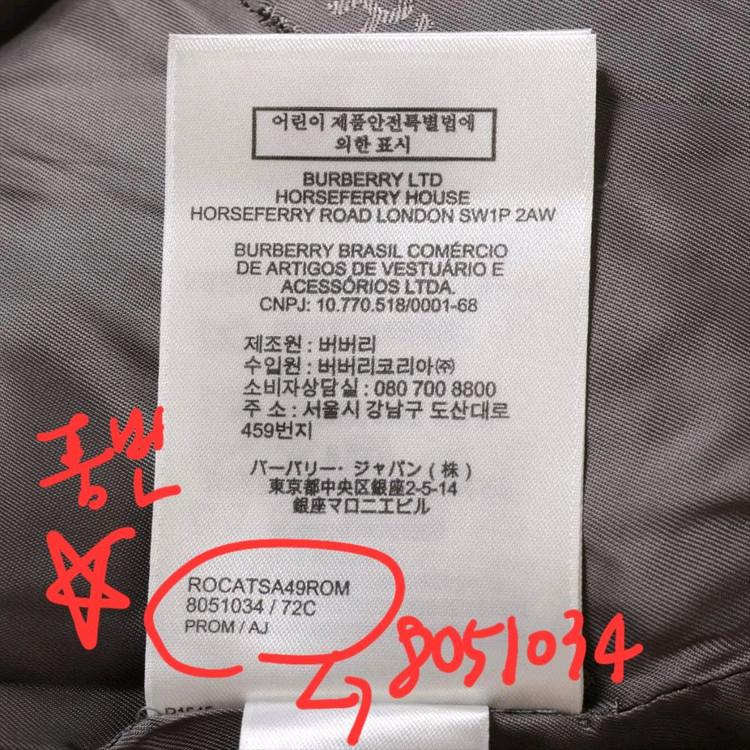 어린이 제품안전특별법에
의한 표시
BURBERRY LTD
HORSEFERRY HOUSE
HORSEFERRY ROAD LONDON SW1P 2AW
BURBERRY BRASIL COMÉRCIO
DE ARTIGOS DE VESTUÁRIO E
ACESSÓRIOS LTDA.
CNPJ: 10.770.518/0001-68
제조원 : 버버리
수입원 : 버버리코리아㈜
소비자상담실 : 080 700 8800
주 소 : 서울시 강남구 도산대로
459번지
バーバリー・ジャパン ( 株 )
東京都中央区銀座2-5-14
銀座マロニエビル
품번
ROCATSA49ROM
8051034 / 72C
PROM / AJ
8051034